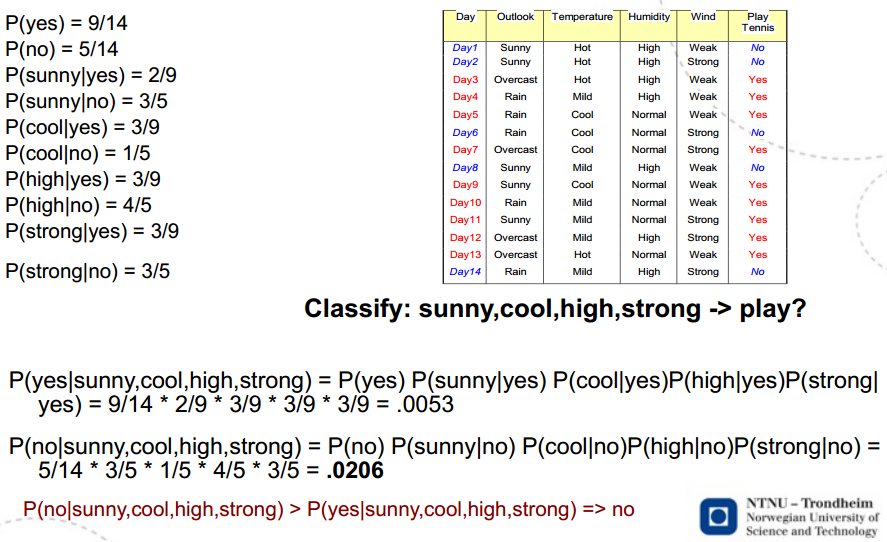 P(yes) = 9/14
P(no) = 5/14
P(sunny|yes) = 2/9
P(sunny|no) = 3/5
P(cool|yes) = 3/9
P(cool|no) = 1/5
P(high|yes) = 3/9
P(high|no) = 4/5
P(strong|yes) = 3/9
P(strong|no) = 3/5
Day Outlook Temperature Humidity Wind Play Tennis
Day1 Sunny Hot High Weak No
Day2 Sunny Hot High Strong No
Day3 Overcast Hot High Weak Yes
Day4 Rain Mild High Weak Yes
Day5 Rain Cool Normal Weak Yes
Day6 Rain Cool Normal Strong No
Day7 Overcast Cool Normal Strong Yes
Day8 Sunny Mild High Weak No
Day9 Sunny Cool Normal Weak Yes
Day10 Rain Mild Normal Weak Yes
Day11 Sunny Mild Normal Strong Yes
Day12 Overcast Mild High Strong Yes
Day13 Overcast Hot Normal Weak Yes
Day14 Rain Mild High Strong No
Classify: sunny,cool,high,strong -> play?
P(yes|sunny,cool,high,strong) = P(yes) P(sunny|yes) P(cool|yes)P(high|yes)P(strong|
yes) = 9/14 * 2/9 * 3/9 * 3/9 * 3/9 = .0053
P(no|sunny,cool,high,strong) = P(no) P(sunny|no) P(cool|no)P(high|no)P(strong|no) =
5/14 * 3/5 * 1/5 * 4/5 * 3/5 = .0206
P(no|sunny,cool,high,strong) > P(yes|sunny,cool,high,strong) => no
NTNU – Trondheim
Norwegian University of
Science and Technology